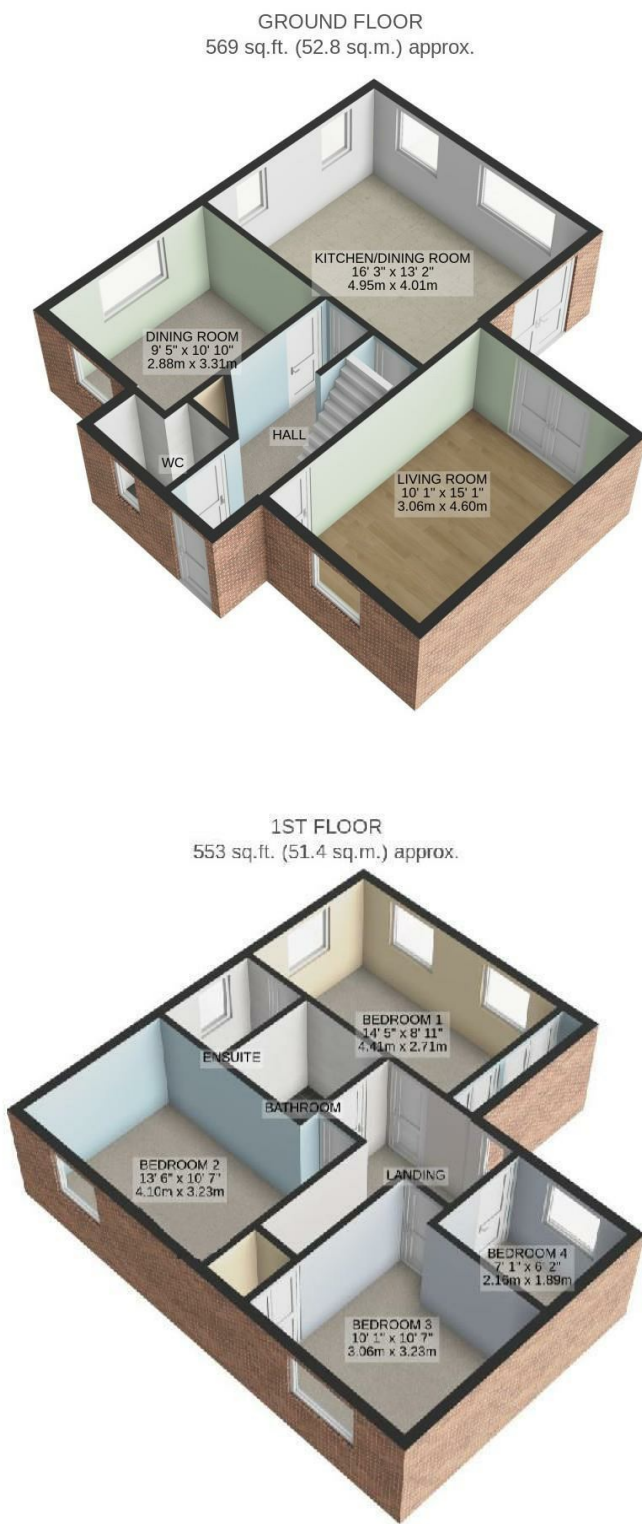 GROUND FLOOR
569 sq.ft. (52.8 sq.m.) approx.
KITCHEN/DINING ROOM
16' 3" x 13' 2"
4.95m x 4.01m
DINING ROOM
9' 5" x 10' 10"
2.88m x 3.31m
HALL
WC
LIVING ROOM
10' 1" x 15' 1"
3.06m x 4.60m
1ST FLOOR
553 sq.ft. (51.4 sq.m.) approx.
BEDROOM 1
14' 5" x 8' 11"
4.41m x 2.71m
ENSUITE
BATHROOM
BEDROOM 2
13' 6" x 10' 7"
4.10m x 3.23m
LANDING
BEDROOM 4
7' 1" x 6' 2"
2.16m x 1.89m
BEDROOM 3
10' 1" x 10' 7"
3.06m x 3.23m